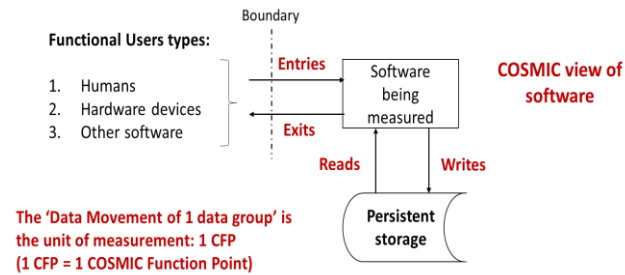 Boundary
Functional Users types:
1. Humans
2. Hardware devices
3. Other software
Entries
Exits
Software
being
measured
COSMIC view of
software
Reads
Writes
Persistent
storage
The ‘Data Movement of 1 data group’ is
the unit of measurement: 1 CFP
(1 CFP = 1 COSMIC Function Point)